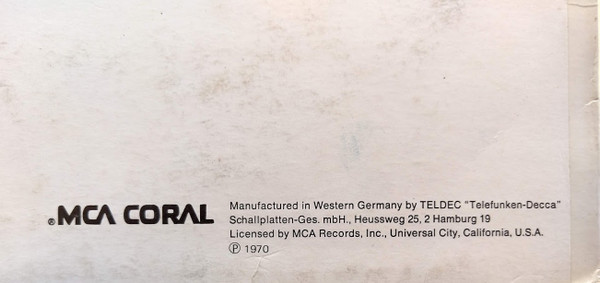 ® MCA CORAL
Manufactured in Western Germany by TELDEC "Telefunken-Decca"
Schallplatten-Ges. mbH., Heussweg 25, 2 Hamburg 19
Licensed by MCA Records, Inc., Universal City, California, U.S.A.
℗ 1970